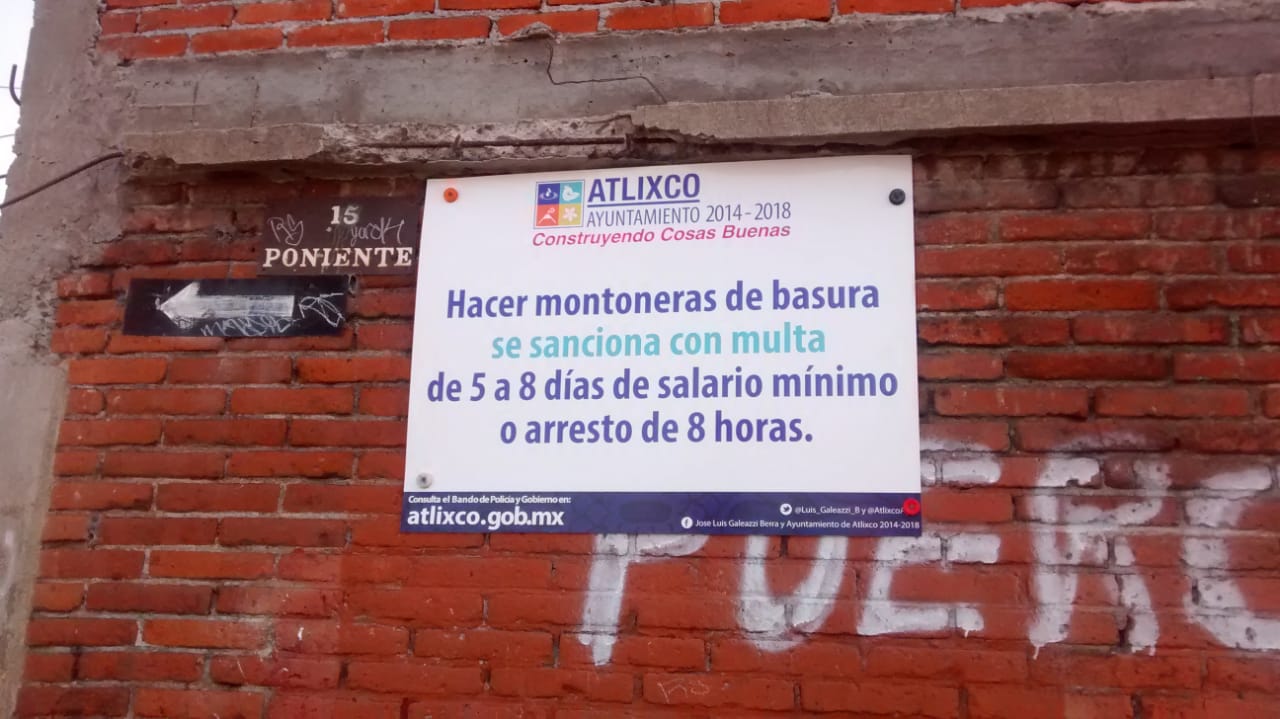 15
PONIENTE
ATLIXCO
AYUNTAMIENTO 2014-2018
Construyendo Cosas Buenas
Hacer montoneras de basura
se sanciona con multa
de 5 a 8 días de salario mínimo
o arresto de 8 horas.
Consulta el Bando de Policía y Gobierno en:
atlixco.gob.mx
@Luis_Galeazzi_B y @Atlixco
Jose Luis Galeazzi Berra y Ayuntamiento de Atlixco 2014-2018
PUERC